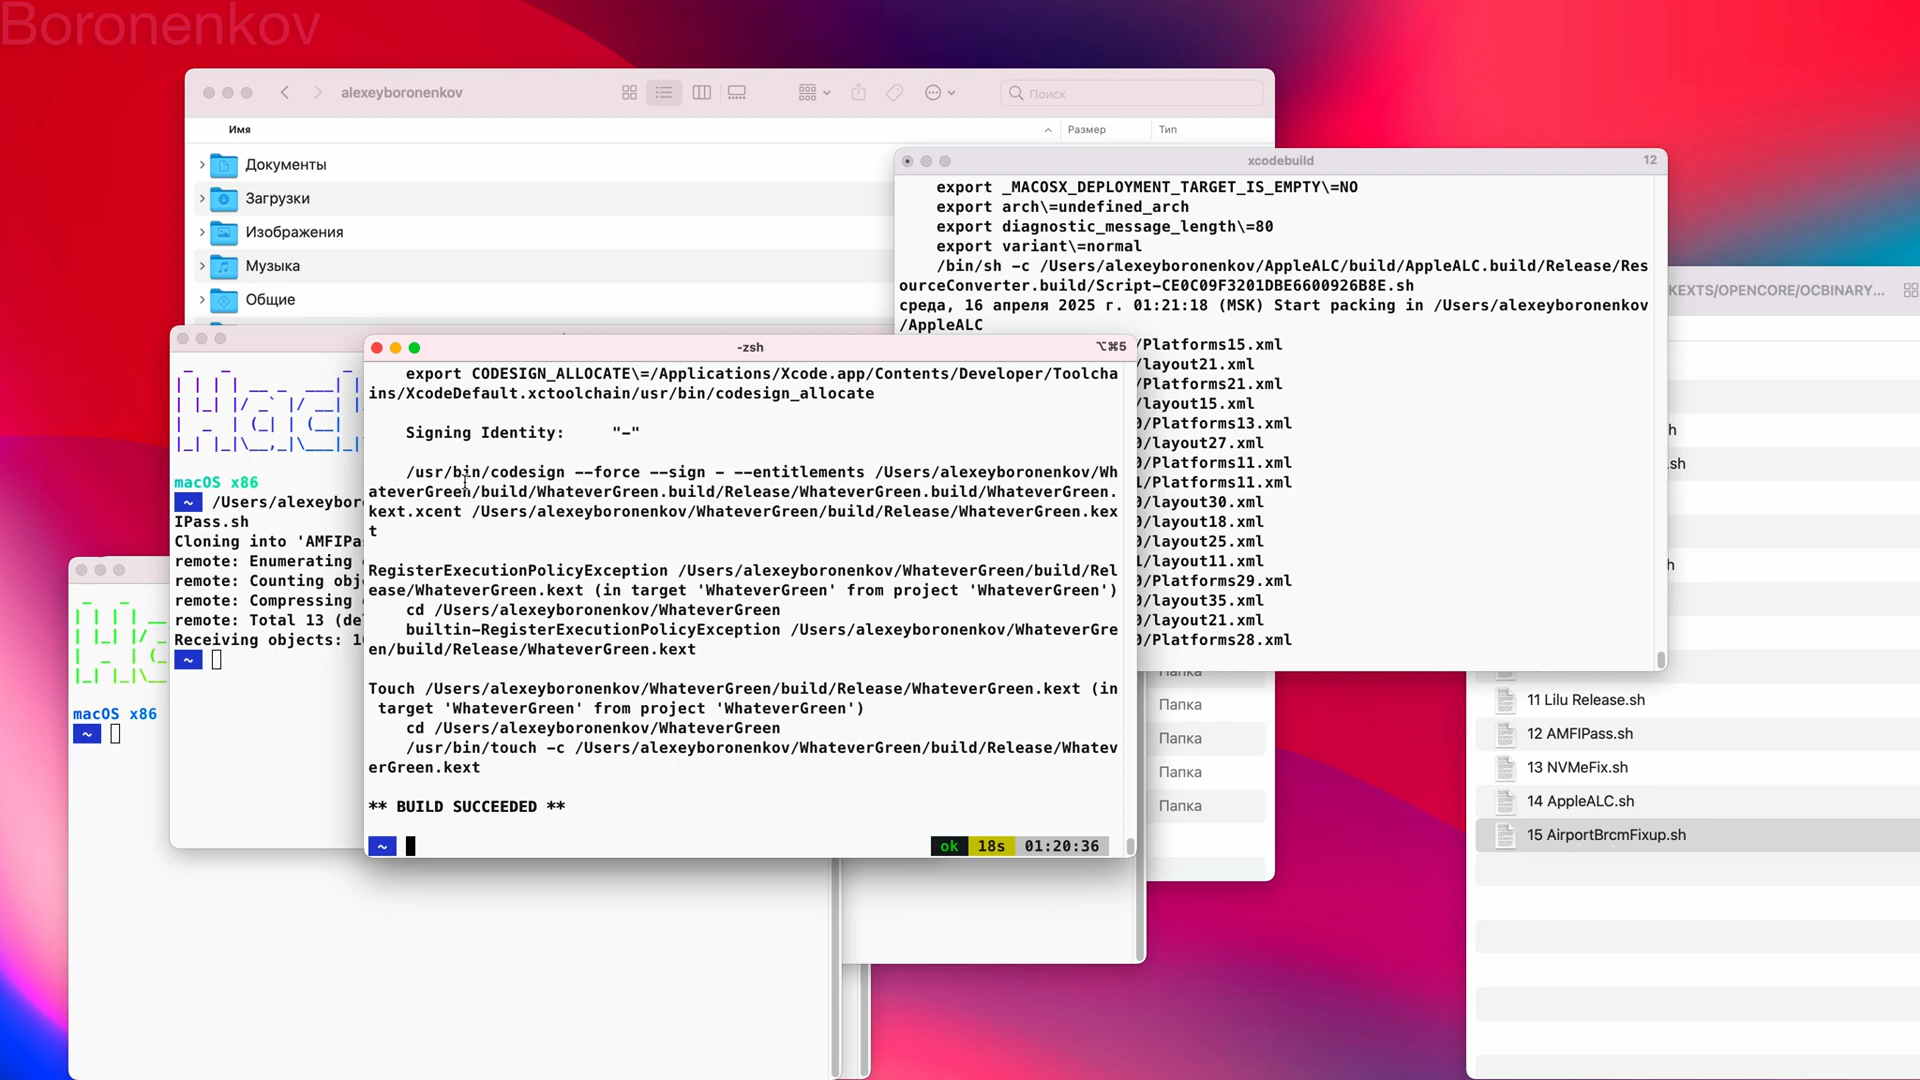 Boronenkov
alexeyboronenkov
Поиск
Имя
Размер
Тип
Документы
Загрузки
Изображения
Музыка
Общие
xcodebuild
12
export _MACOSX_DEPLOYMENT_TARGET_IS_EMPTY\=NO
export arch\=undefined_arch
export diagnostic_message_length\=80
export variant\=normal
/bin/sh -c /Users/alexeyboronenkov/AppleALC/build/AppleALC.build/Release/Res
ourceConverter.build/Script-CE0C09F3201DBE6600926B8E.sh
среда, 16 апреля 2025 г. 01:21:18 (MSK) Start packing in /Users/alexeyboronenkov
/AppleALC
/Platforms15.xml
/layout21.xml
/Platforms21.xml
/layout15.xml
/Platforms13.xml
/layout27.xml
/Platforms11.xml
/Platforms11.xml
/layout30.xml
/layout18.xml
/layout25.xml
/layout11.xml
/Platforms29.xml
/layout35.xml
/layout21.xml
/Platforms28.xml
-zsh
⌥⌘5
export CODESIGN_ALLOCATE\=/Applications/Xcode.app/Contents/Developer/Toolcha
ins/XcodeDefault.xctoolchain/usr/bin/codesign_allocate
Signing Identity:     "-"
/usr/bin/codesign --force --sign - --entitlements /Users/alexeyboronenkov/Wh
ateverGreen/build/WhateverGreen.build/Release/WhateverGreen.build/WhateverGreen.
kext.xcent /Users/alexeyboronenkov/WhateverGreen/build/Release/WhateverGreen.kex
t
RegisterExecutionPolicyException /Users/alexeyboronenkov/WhateverGreen/build/Rel
ease/WhateverGreen.kext (in target 'WhateverGreen' from project 'WhateverGreen')
cd /Users/alexeyboronenkov/WhateverGreen
builtin-RegisterExecutionPolicyException /Users/alexeyboronenkov/WhateverGre
en/build/Release/WhateverGreen.kext
Touch /Users/alexeyboronenkov/WhateverGreen/build/Release/WhateverGreen.kext (in
target 'WhateverGreen' from project 'WhateverGreen')
cd /Users/alexeyboronenkov/WhateverGreen
/usr/bin/touch -c /Users/alexeyboronenkov/WhateverGreen/build/Release/Whatev
erGreen.kext
** BUILD SUCCEEDED **
~
ok 18s 01:20:36
macOS x86
~ /Users/alexeybor
IPass.sh
Cloning into 'AMFIPa
remote: Enumerating
remote: Counting obj
remote: Compressing
remote: Total 13 (de
Receiving objects: 1
~
macOS x86
~
Папка
Папка
Папка
Папка
Папка
KEXTS/OPENCORE/OCBINARY...
h
.sh
h
11 Lilu Release.sh
12 AMFIPass.sh
13 NVMeFix.sh
14 AppleALC.sh
15 AirportBrcmFixup.sh